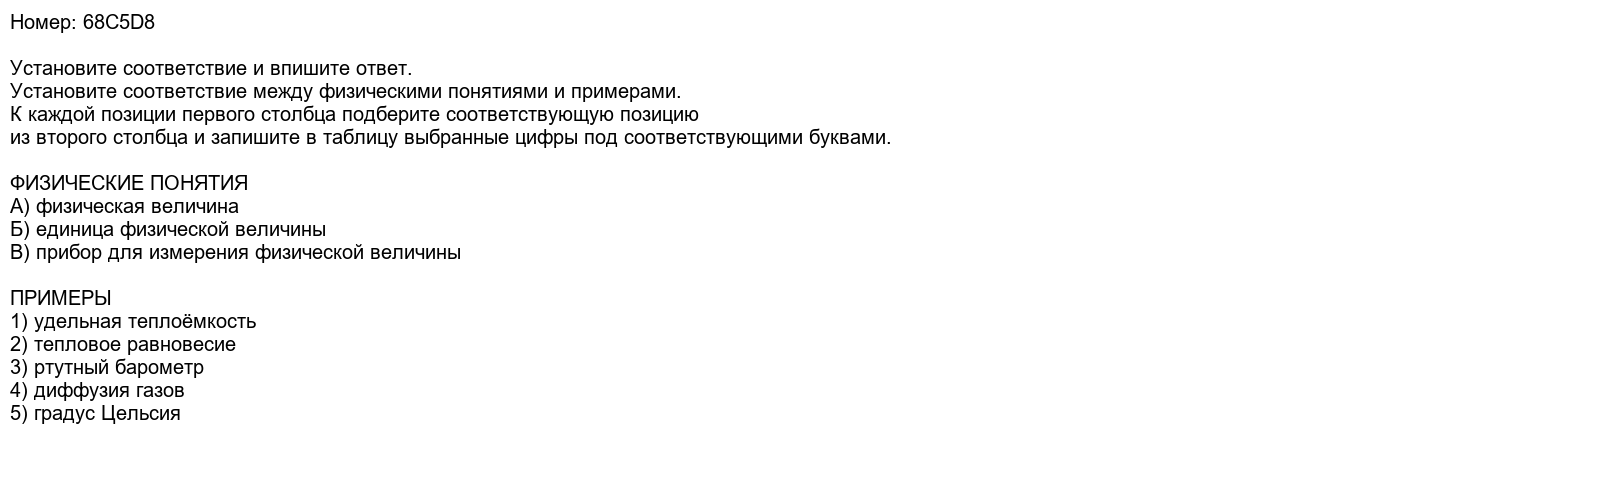 Номер: 68C5D8
Установите соответствие и впишите ответ.
Установите соответствие между физическими понятиями и примерами.
К каждой позиции первого столбца подберите соответствующую позицию
из второго столбца и запишите в таблицу выбранные цифры под соответствующими буквами.
ФИЗИЧЕСКИЕ ПОНЯТИЯ
А) физическая величина
Б) единица физической величины
В) прибор для измерения физической величины
ПРИМЕРЫ
1) удельная теплоёмкость
2) тепловое равновесие
3) ртутный барометр
4) диффузия газов
5) градус Цельсия